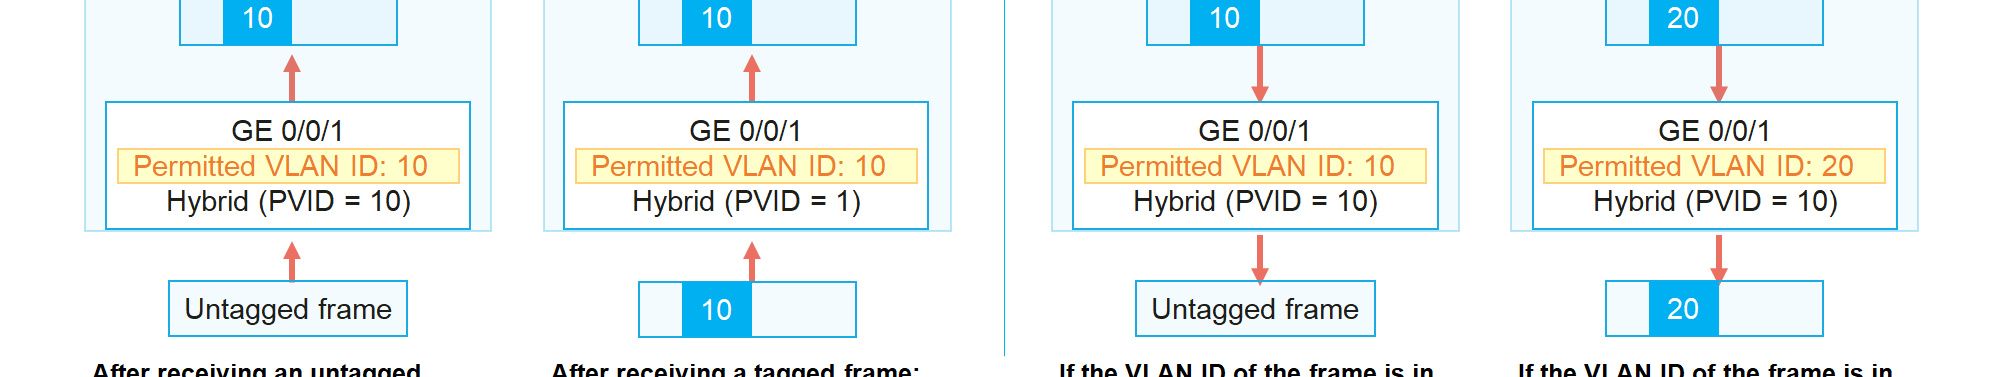 10
GE 0/0/1
Permitted VLAN ID: 10
Hybrid (PVID = 10)
Untagged frame
After receiving an untagged
10
GE 0/0/1
Permitted VLAN ID: 10
Hybrid (PVID = 1)
10
After receiving a tagged frame:
10
GE 0/0/1
Permitted VLAN ID: 10
Hybrid (PVID = 10)
Untagged frame
If the VLAN ID of the frame is in
20
GE 0/0/1
Permitted VLAN ID: 20
Hybrid (PVID = 10)
20
If the VLAN ID of the frame is in